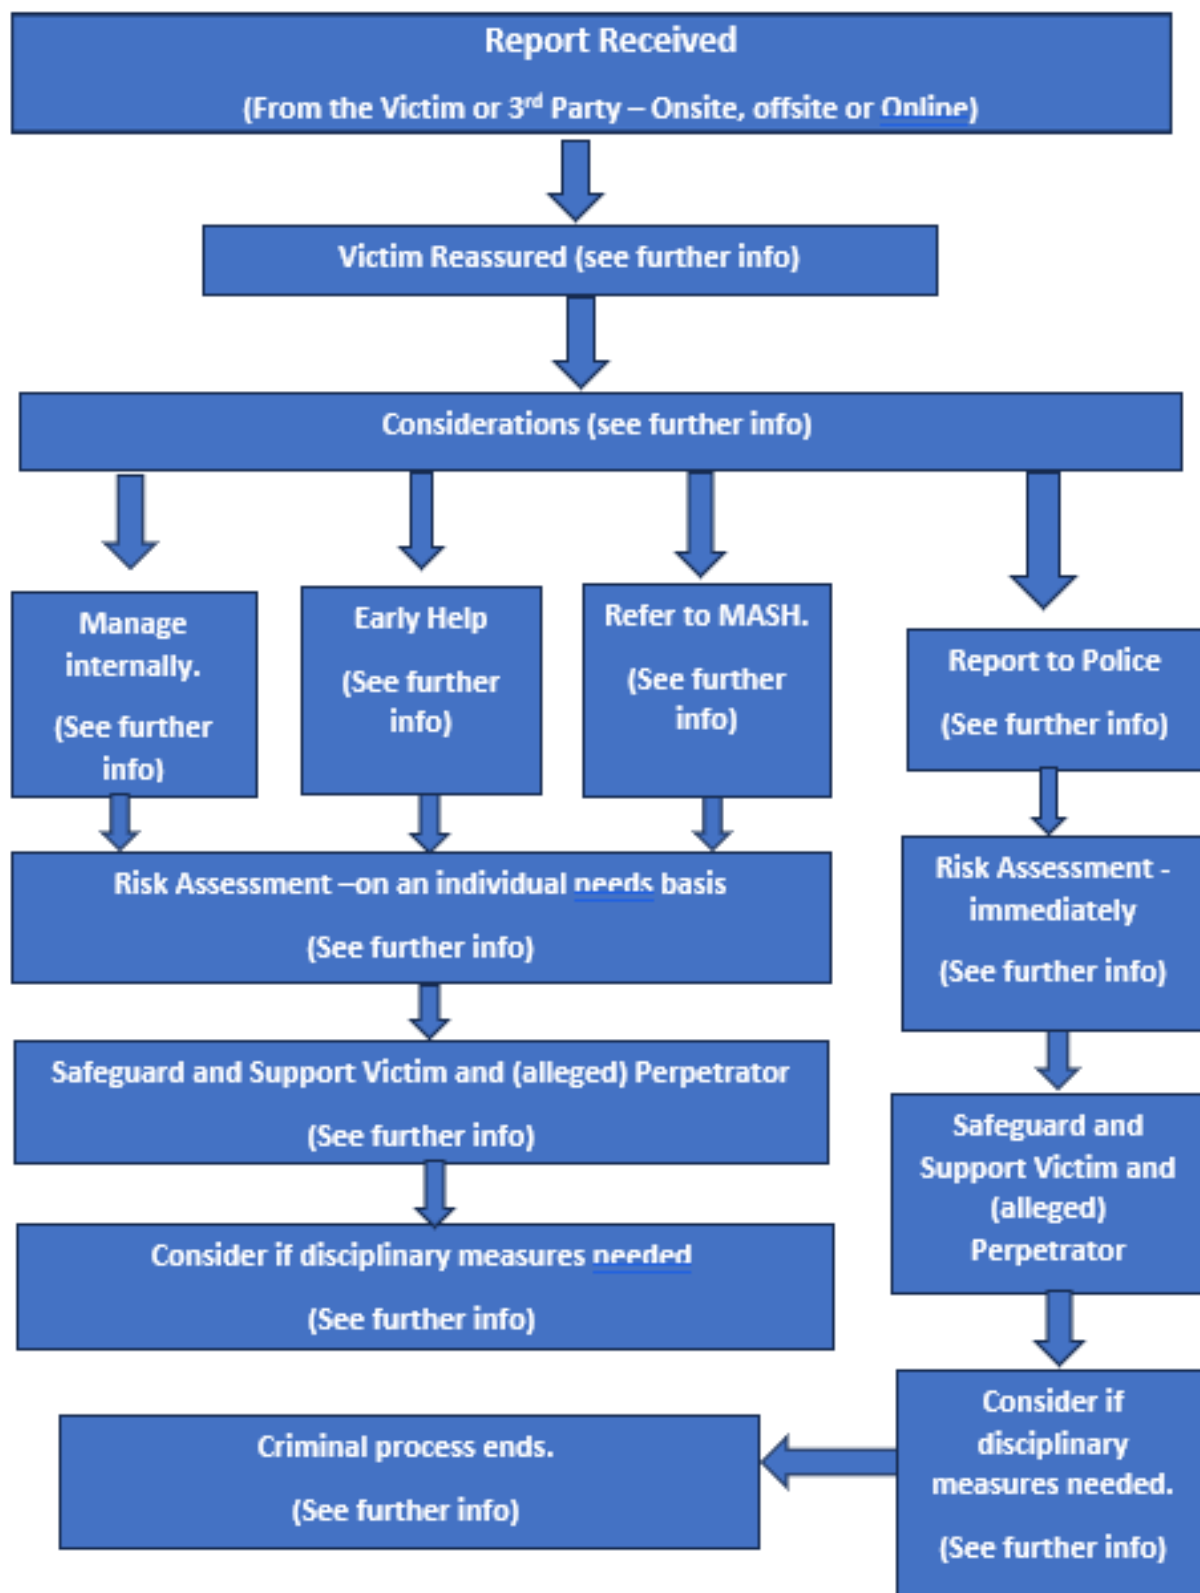 Report Received
(From the Victim or 3rd Party – Onsite, offsite or Online)
Victim Reassured (see further info)
Considerations (see further info)
Manage
internally.
(See further
info)
Early Help
(See further
info)
Refer to MASH.
(See further
info)
Report to Police
(See further info)
Risk Assessment –on an individual needs basis
(See further info)
Risk Assessment -
immediately
(See further info)
Safeguard and Support Victim and (alleged) Perpetrator
(See further info)
Safeguard and
Support Victim and
(alleged)
Perpetrator
Consider if disciplinary measures needed
(See further info)
Consider if
disciplinary
measures needed.
(See further info)
Criminal process ends.
(See further info)